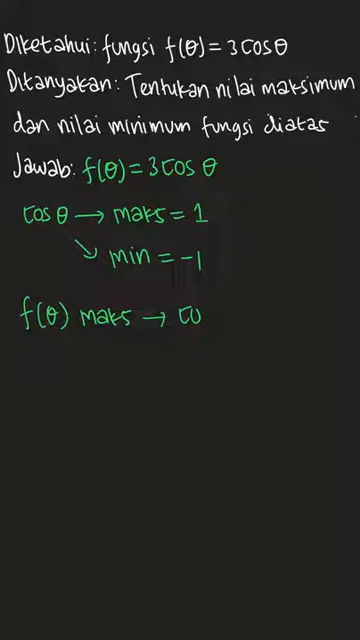 Diketahui: fungsi f(θ) = 3 cos θ
Ditanyakan: Tentukan nilai maksimum
dan nilai minimum fungsi diatas
Jawab: f(θ) = 3 cos θ
cos θ → maks = 1
↘ min = -1
f(θ) maks → co